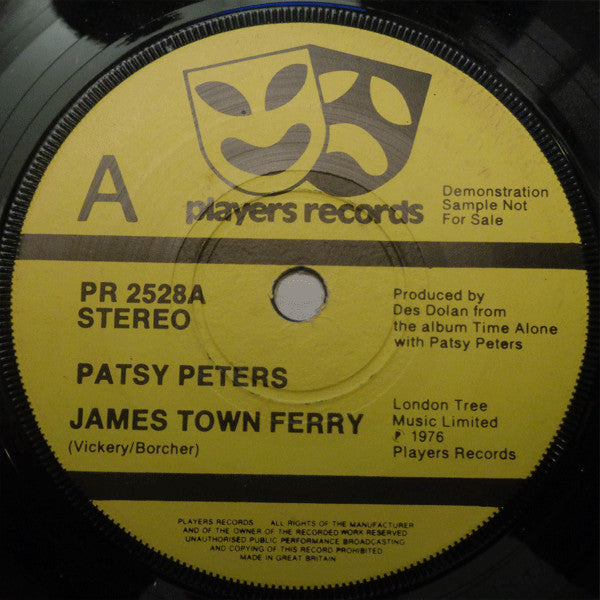 A
players records
Demonstration
Sample Not
For Sale
PR 2528A
STEREO
Produced by
Des Dolan from
the album Time Alone
with Patsy Peters
PATSY PETERS
JAMES TOWN FERRY
(Vickery/Borcher)
London Tree
Music Limited
℗ 1976
Players Records
PLAYERS RECORDS ALL RIGHTS OF THE MANUFACTURER
AND OF THE OWNER OF THE RECORDED WORK RESERVED
UNAUTHORISED PUBLIC PERFORMANCE BROADCASTING
AND COPYING OF THIS RECORD PROHIBITED
MADE IN GREAT BRITAIN